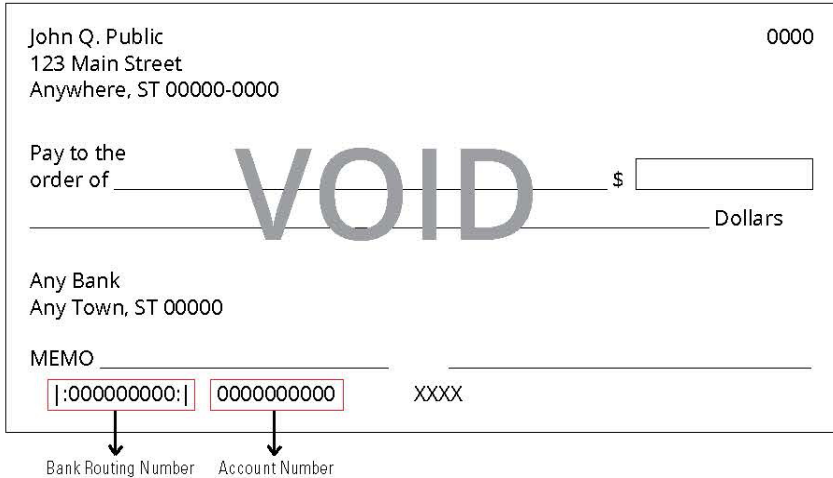 John Q. Public 0000
123 Main Street
Anywhere, ST 00000-0000
Pay to the
order of $
VOID
Dollars
Any Bank
Any Town, ST 00000
MEMO
|:000000000:| 0000000000 XXXX
Bank Routing Number Account Number